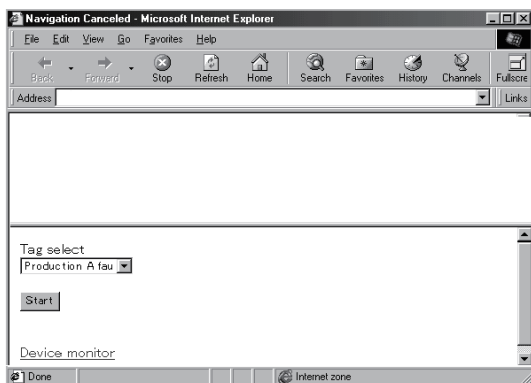 Navigation Canceled - Microsoft Internet Explorer
File Edit View Go Favorites Help
Back Forward Stop Refresh Home Search Favorites History Channels Fullscre
Address Links
Tag select
Production A fau
Start
Device monitor
Done Internet zone